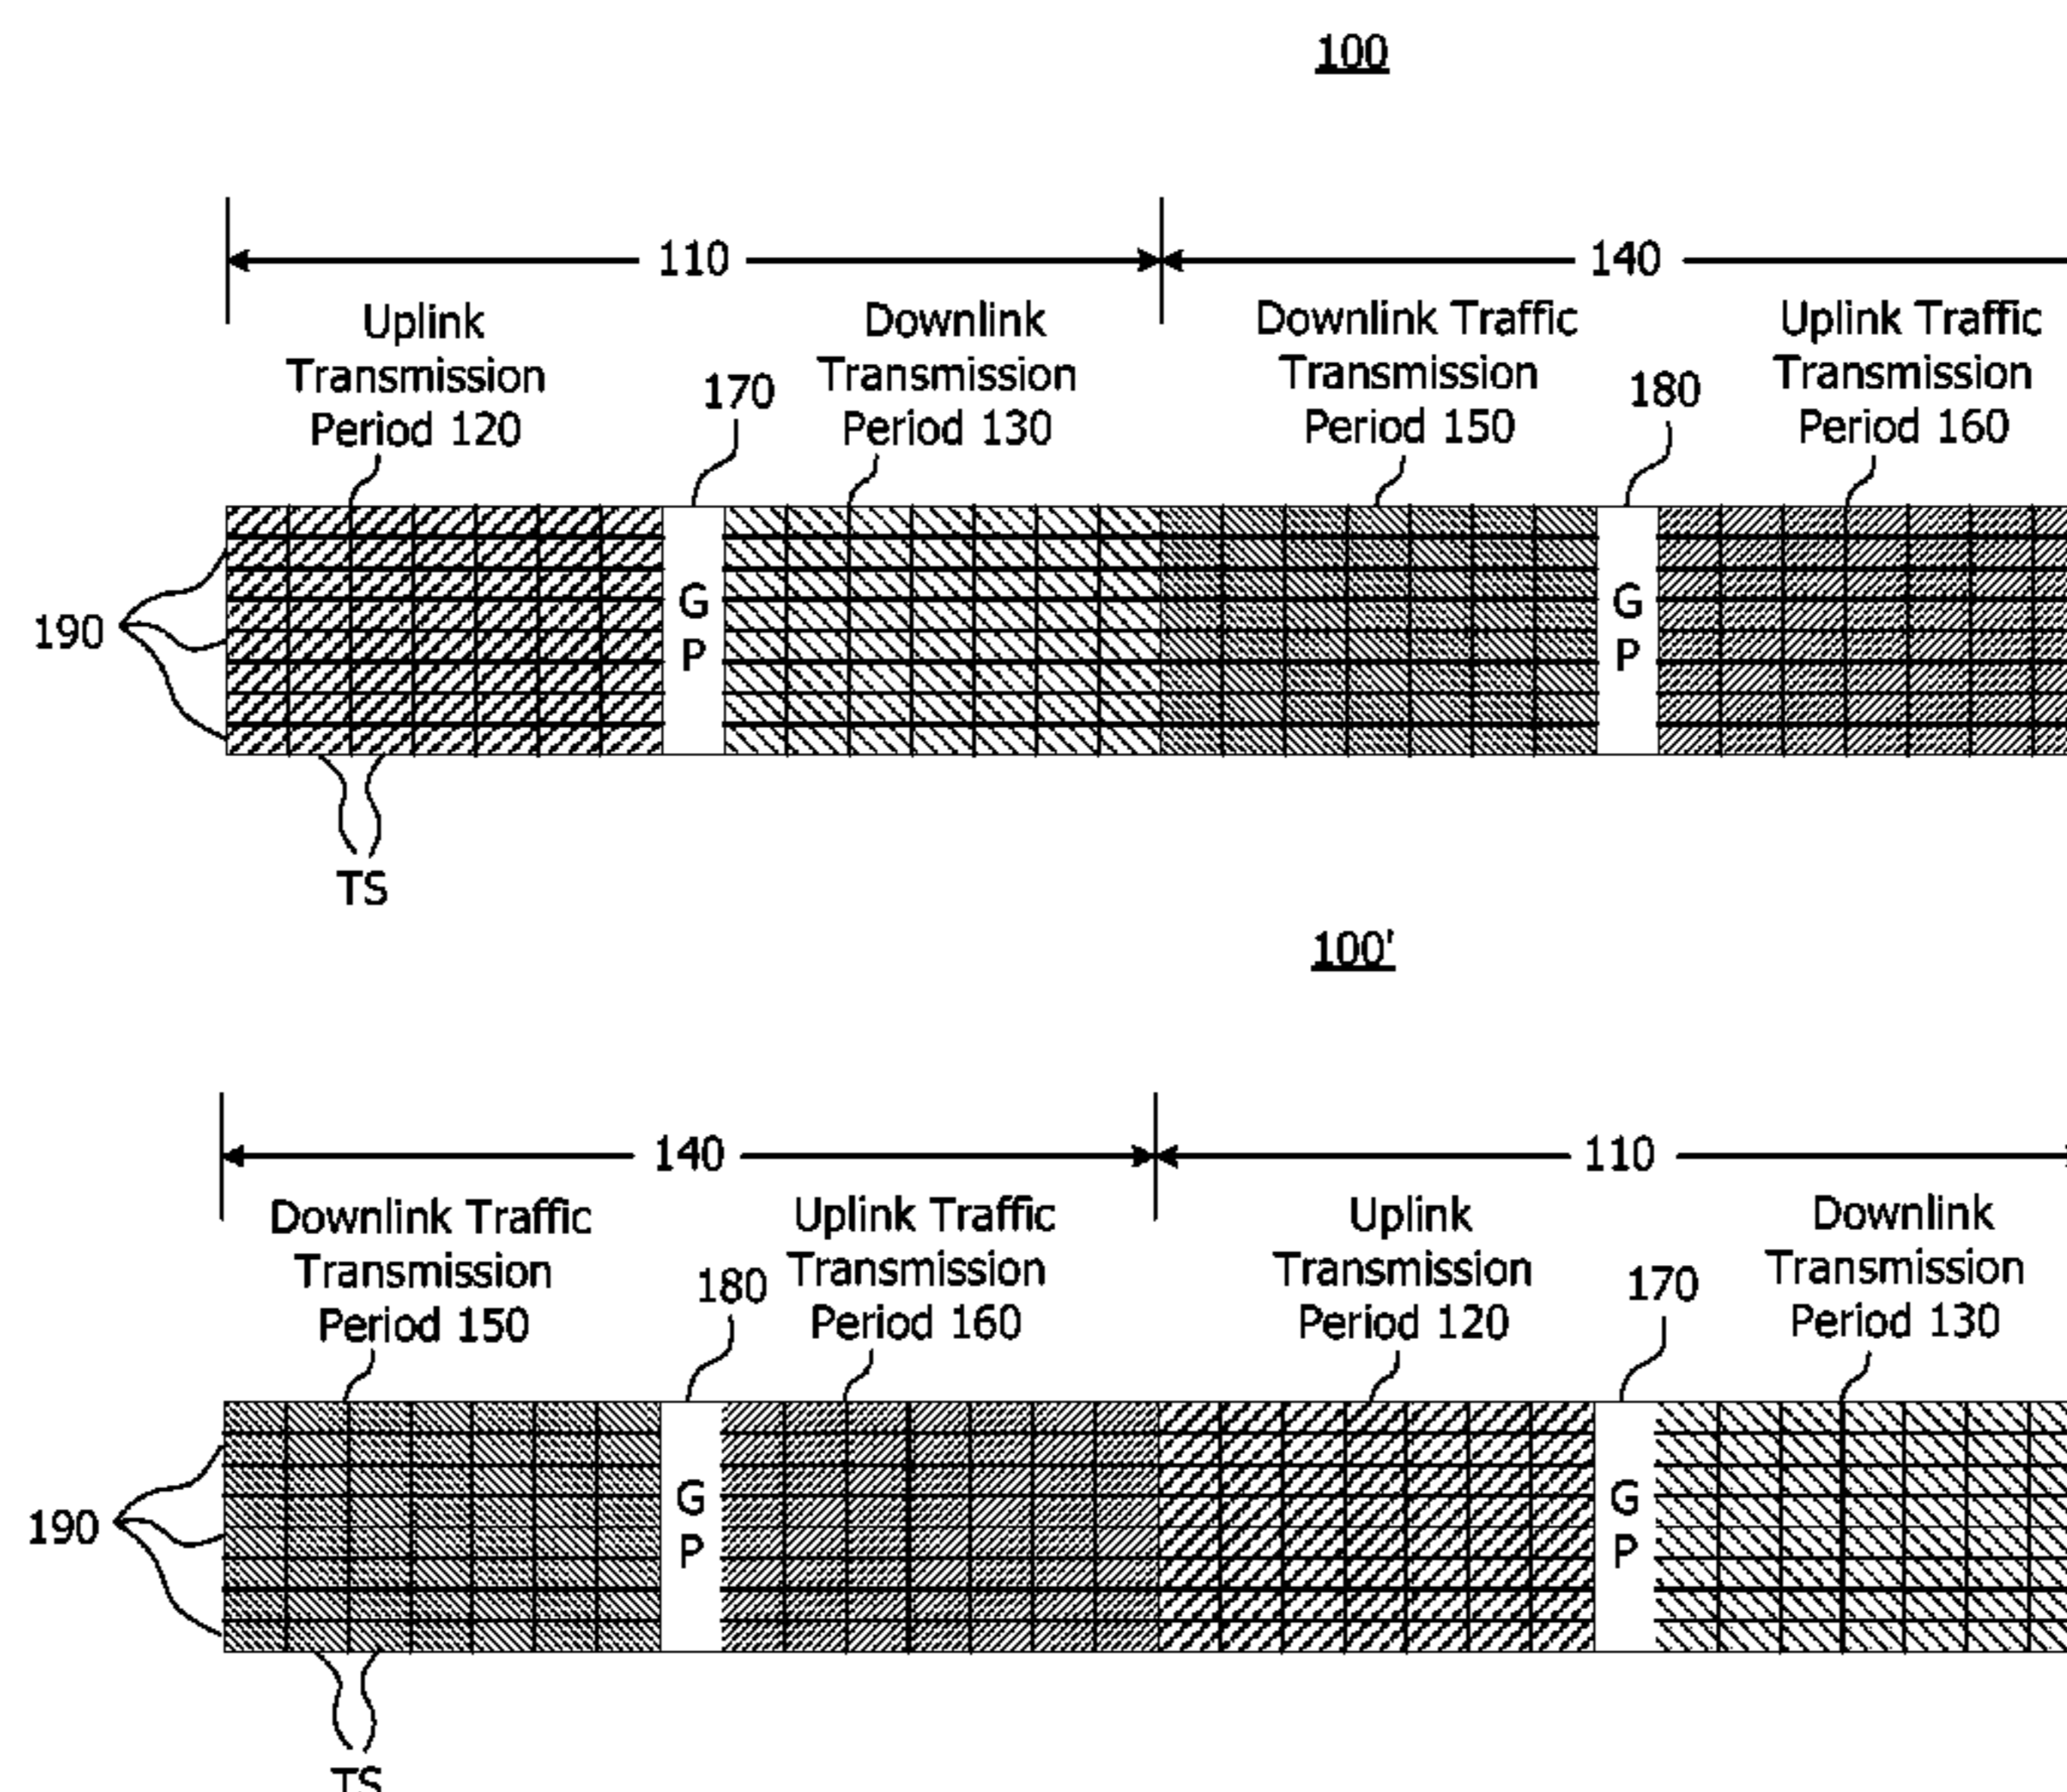 100
110
140
Uplink
Transmission
Period 120
170
Downlink
Transmission
Period 130
Downlink Traffic
Transmission
Period 150
180
Uplink Traffic
Transmission
Period 160
190
G
P
G
P
TS
100'
140
110
Downlink Traffic
Transmission
Period 150
180
Uplink Traffic
Transmission
Period 160
Uplink
Transmission
Period 120
170
Downlink
Transmission
Period 130
190
G
P
G
P
TS